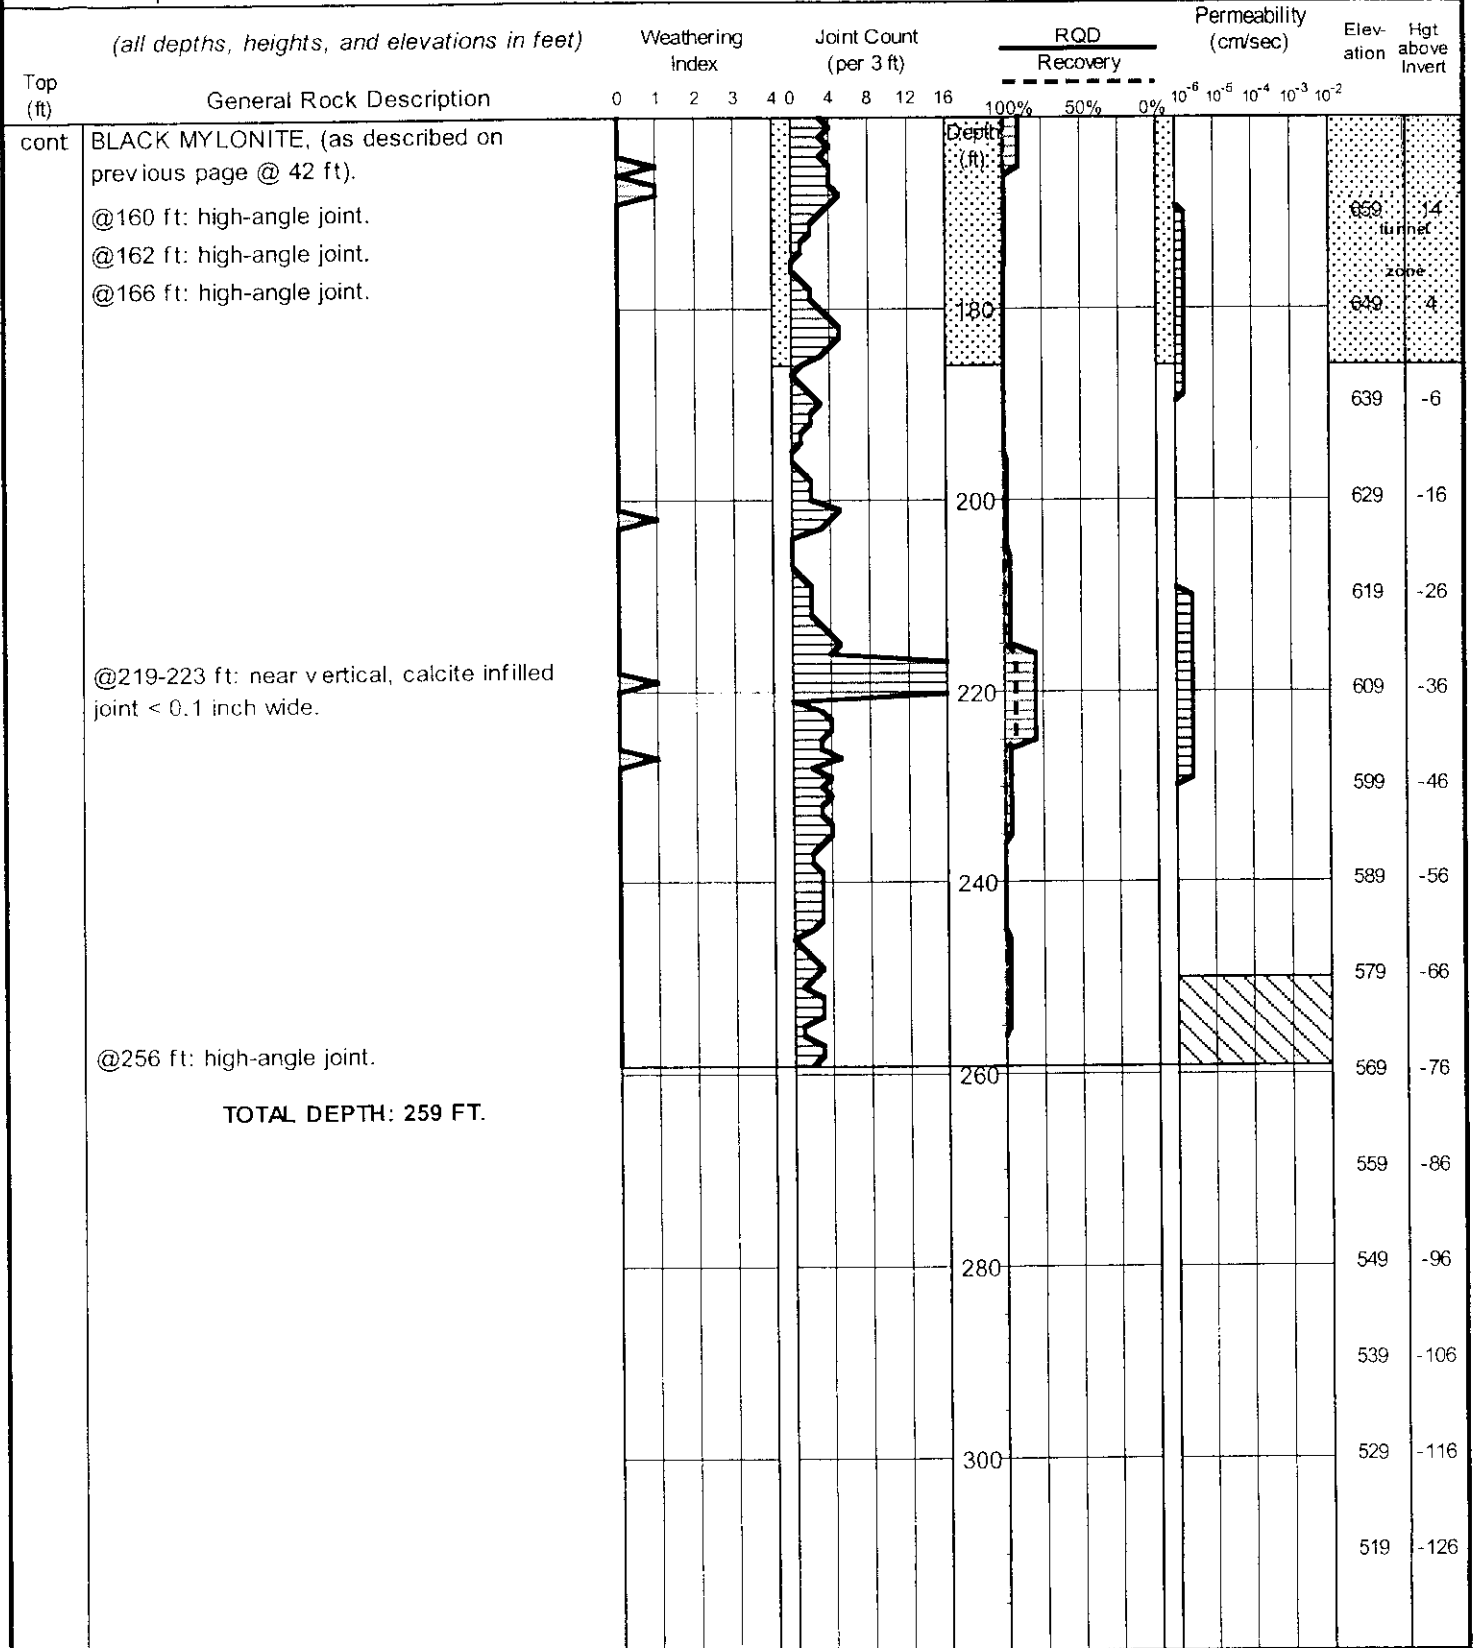 (all depths, heights, and elevations in feet)
Top
(ft)
General Rock Description
Weathering
Index
0 1 2 3 4
Joint Count
(per 3 ft)
0 4 8 12 16
RQD
Recovery
100% 50% 0%
Permeability
(cm/sec)
10-6 10-5 10-4 10-3 10-2
Elev-
ation
Hgt
above
Invert
cont
BLACK MYLONITE, (as described on
previous page @ 42 ft).
@160 ft: high-angle joint.
@162 ft: high-angle joint.
@166 ft: high-angle joint.
@219-223 ft: near vertical, calcite infilled
joint < 0.1 inch wide.
@256 ft: high-angle joint.
TOTAL DEPTH: 259 FT.
Depth
(ft)
180
200
220
240
260
280
300
659 14
tunnel
zone
649 4
639 -6
629 -16
619 -26
609 -36
599 -46
589 -56
579 -66
569 -76
559 -86
549 -96
539 -106
529 -116
519 -126